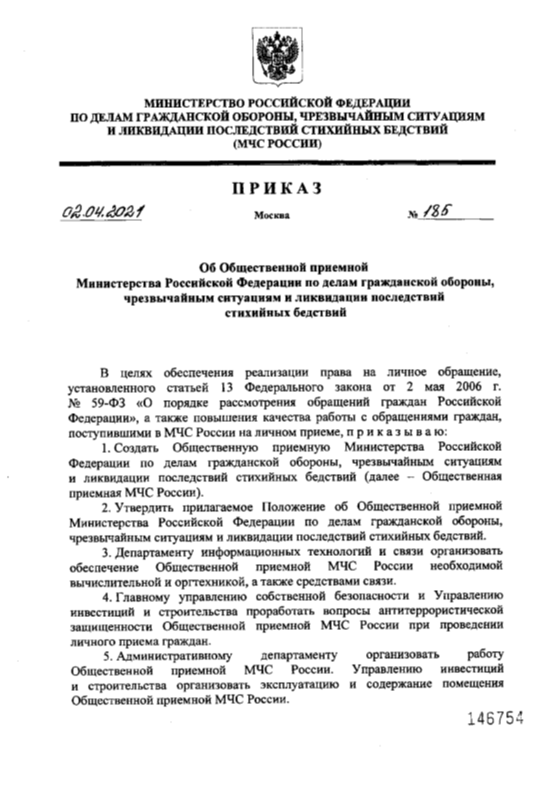 МИНИСТЕРСТВО РОССИЙСКОЙ ФЕДЕРАЦИИ
ПО ДЕЛАМ ГРАЖДАНСКОЙ ОБОРОНЫ, ЧРЕЗВЫЧАЙНЫМ СИТУАЦИЯМ
И ЛИКВИДАЦИИ ПОСЛЕДСТВИЙ СТИХИЙНЫХ БЕДСТВИЙ
(МЧС РОССИИ)
ПРИКАЗ
02.04.2021 Москва № 185
Об Общественной приемной
Министерства Российской Федерации по делам гражданской обороны,
чрезвычайным ситуациям и ликвидации последствий
стихийных бедствий
В целях обеспечения реализации права на личное обращение,
установленного статьей 13 Федерального закона от 2 мая 2006 г.
№ 59-ФЗ «О порядке рассмотрения обращений граждан Российской
Федерации», а также повышения качества работы с обращениями граждан,
поступившими в МЧС России на личном приеме, п р и к а з ы в а ю:
1. Создать Общественную приемную Министерства Российской
Федерации по делам гражданской обороны, чрезвычайным ситуациям
и ликвидации последствий стихийных бедствий (далее – Общественная
приемная МЧС России).
2. Утвердить прилагаемое Положение об Общественной приемной
Министерства Российской Федерации по делам гражданской обороны,
чрезвычайным ситуациям и ликвидации последствий стихийных бедствий.
3. Департаменту информационных технологий и связи организовать
обеспечение Общественной приемной МЧС России необходимой
вычислительной и оргтехникой, а также средствами связи.
4. Главному управлению собственной безопасности и Управлению
инвестиций и строительства проработать вопросы антитеррористической
защищенности Общественной приемной МЧС России при проведении
личного приема граждан.
5. Административному департаменту организовать работу
Общественной приемной МЧС России. Управлению инвестиций
и строительства организовать эксплуатацию и содержание помещения
Общественной приемной МЧС России.
146754